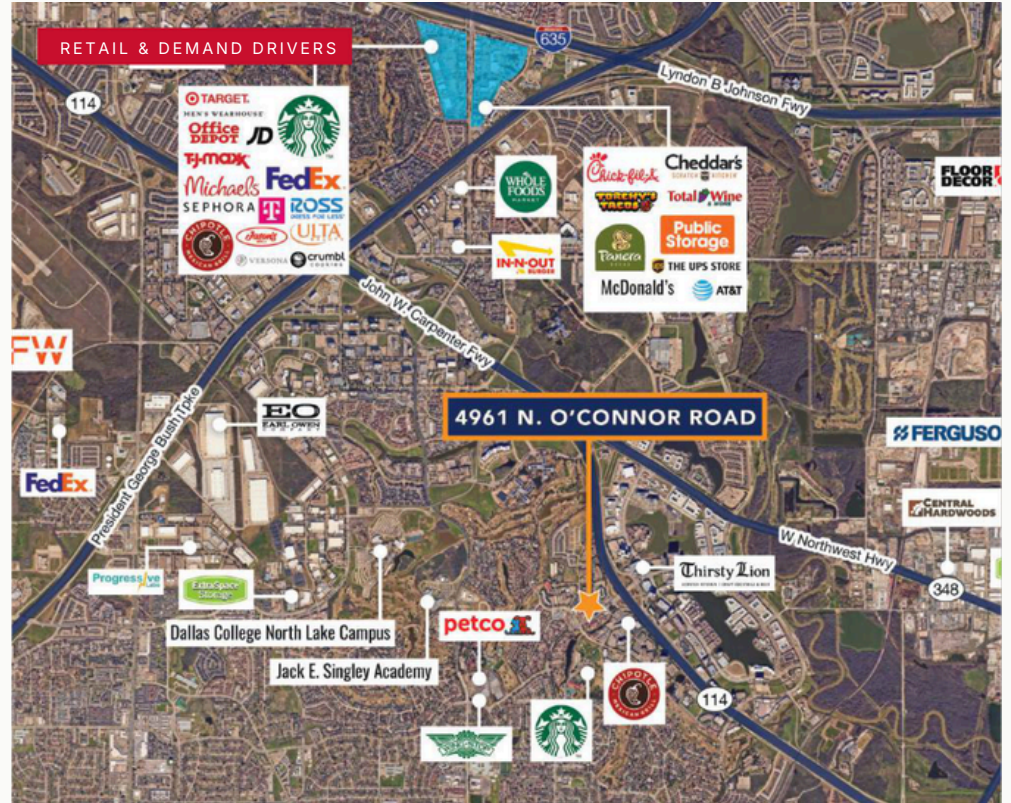 RETAIL & DEMAND DRIVERS
635
Lyndon B Johnson Fwy
114
TARGET.
MEN'S WEARHOUSE
Office
DEPOT
JD
TJ·maxx
Michaels
FedEx
SEPHORA
T
ROSS
DRESS FOR LESS
CHIPOTLE
MEXICAN GRILL
ULTA
VERSONA
crumbl
COOKIES
WHOLE
FOODS
MARKET
IN-N-OUT
BURGER
Chick-fil-A
Cheddar's
SCRATCH KITCHEN
TORCHY'S
TACOS
Total Wine
& MORE
Panera
BREAD
Public
Storage
THE UPS STORE
McDonald's
AT&T
FLOOR
DECOR
John W. Carpenter Fwy
FW
President George Bush Tpke
EO
EARL OWEN
COMPANY
4961 N. O'CONNOR ROAD
FERGUSO
FedEx
CENTRAL
HARDWOODS
W Northwest Hwy
348
Progressive
ExtraSpace
Storage
Thirsty Lion
Dallas College North Lake Campus
petco
Jack E. Singley Academy
CHIPOTLE
MEXICAN GRILL
114
WINGSTOP